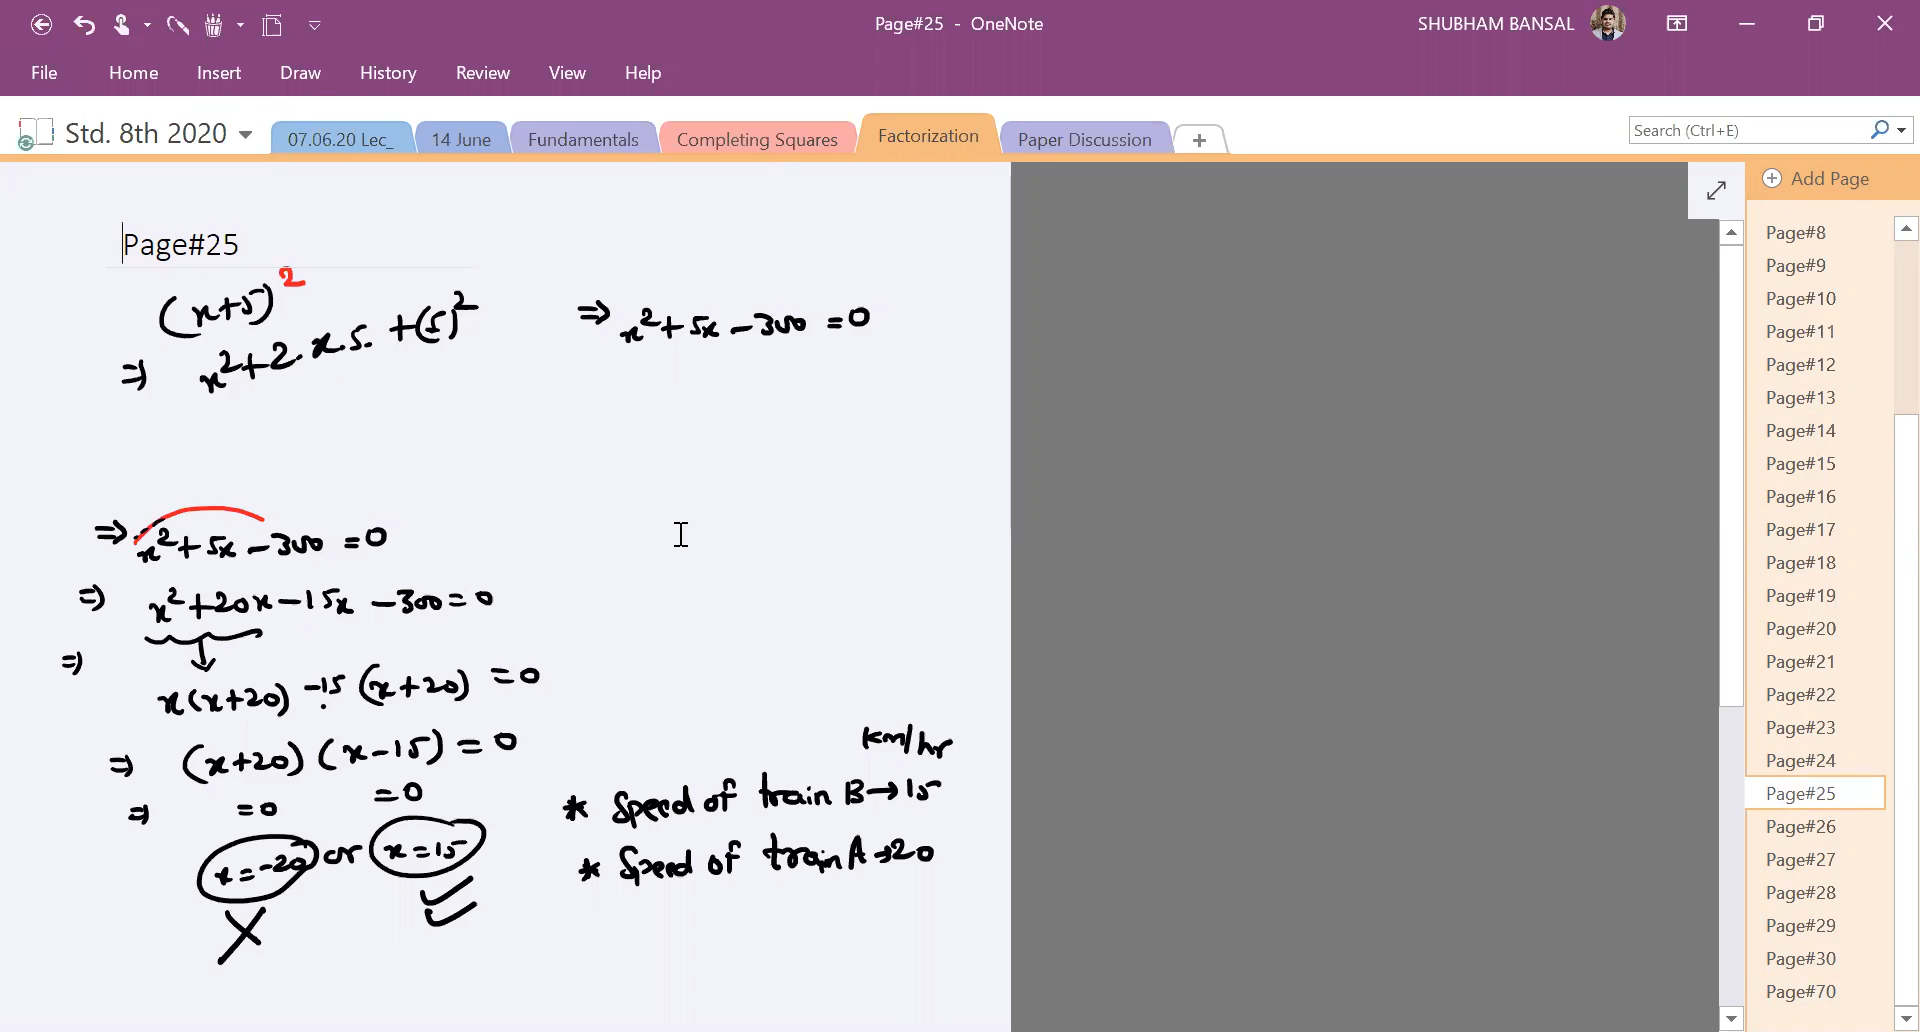 Page#25 - OneNote
SHUBHAM BANSAL
File Home Insert Draw History Review View Help
Std. 8th 2020
07.06.20 Lec_
14 June
Fundamentals
Completing Squares
Factorization
Paper Discussion
+
Search (Ctrl+E)
Page#25
(x+5)²
⇒ x²+2.x.5. +(5)²
⇒ x²+5x-300=0
⇒ x²+5x-300=0
⇒ x²+20x-15x-300=0
⇒ x(x+20) -15(x+20) =0
⇒ (x+20)(x-15)=0
⇒ =0 =0
x=-20 or x=15
km/hr
* Speed of train B→15
* Speed of train A→20
Add Page
Page#8
Page#9
Page#10
Page#11
Page#12
Page#13
Page#14
Page#15
Page#16
Page#17
Page#18
Page#19
Page#20
Page#21
Page#22
Page#23
Page#24
Page#25
Page#26
Page#27
Page#28
Page#29
Page#30
Page#70